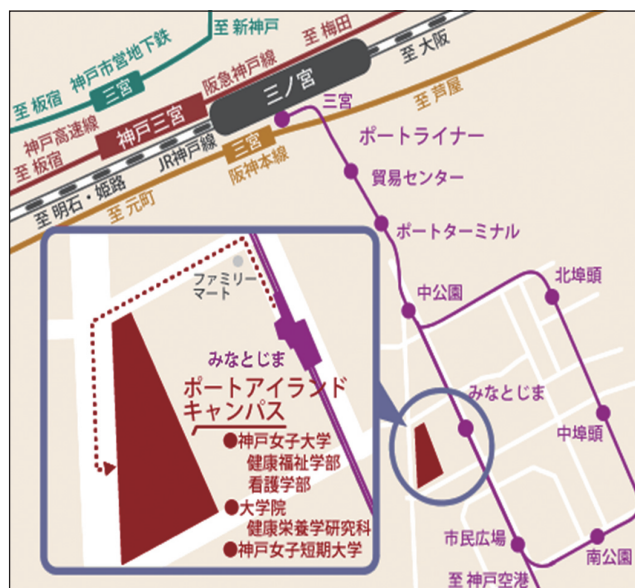 至 新神戸
神戸市営地下鉄
三宮
至 板宿
至 梅田
阪急神戸線
神戸三宮
神戸高速線
至 板宿
三ノ宮
至 大阪
JR神戸線
至 明石・姫路
三宮
至 芦屋
三宮
阪神本線
至 元町
ポートライナー
貿易センター
ポートターミナル
中公園
北埠頭
みなとじま
中埠頭
市民広場
南公園
至 神戸空港
ファミリー
マート
みなとじま
ポートアイランド
キャンパス
●神戸女子大学
健康福祉学部
看護学部
●大学院
健康栄養学研究科
●神戸女子短期大学